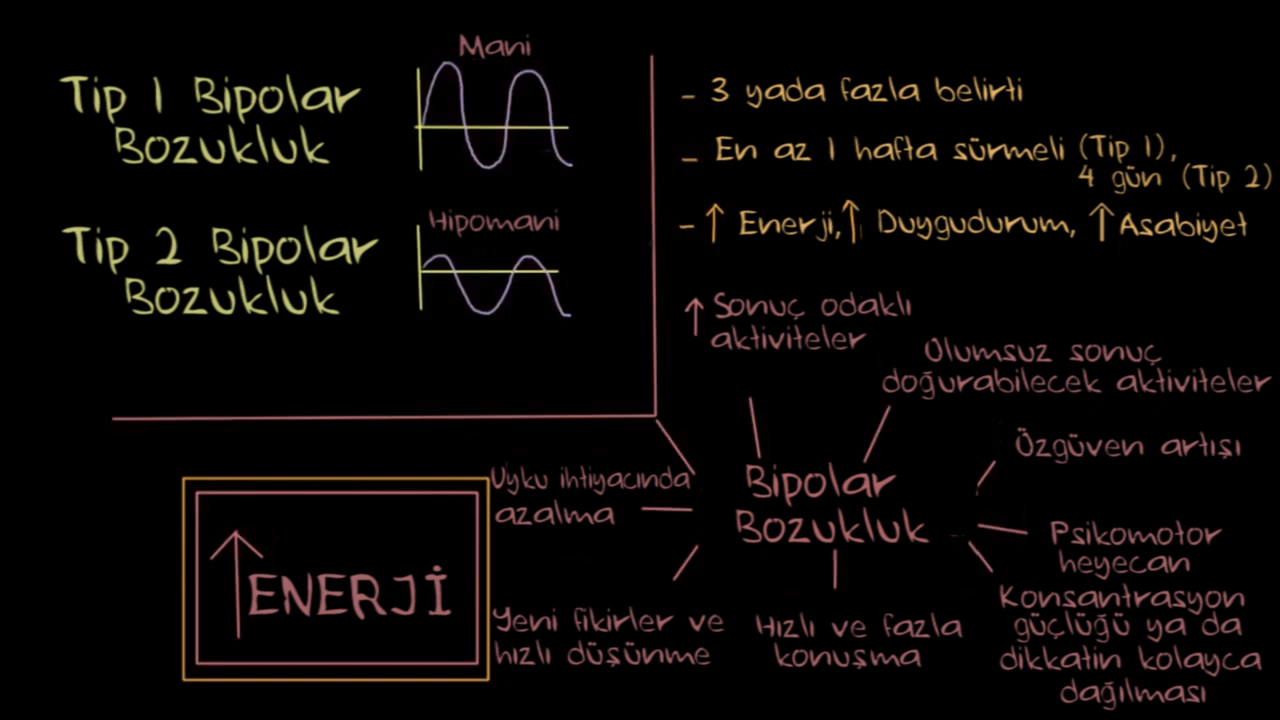 Mani
Tip 1 Bipolar
Bozukluk
Hipomani
Tip 2 Bipolar
Bozukluk
- 3 yada fazla belirti
- En az 1 hafta sürmeli (Tip 1),
4 gün (Tip 2)
- ↑ Enerji, ↑ Duygudurum, ↑ Asabiyet
↑ Sonuç odaklı
aktiviteler
Olumsuz sonuç
doğurabilecek aktiviteler
Özgüven artışı
Uyku ihtiyacında
azalma
Bipolar
Bozukluk
Psikomotor
heyecan
↑ ENERJİ
Yeni fikirler ve
hızlı düşünme
Hızlı ve fazla
konuşma
Konsantrasyon
güçlüğü ya da
dikkatin kolayca
dağılması